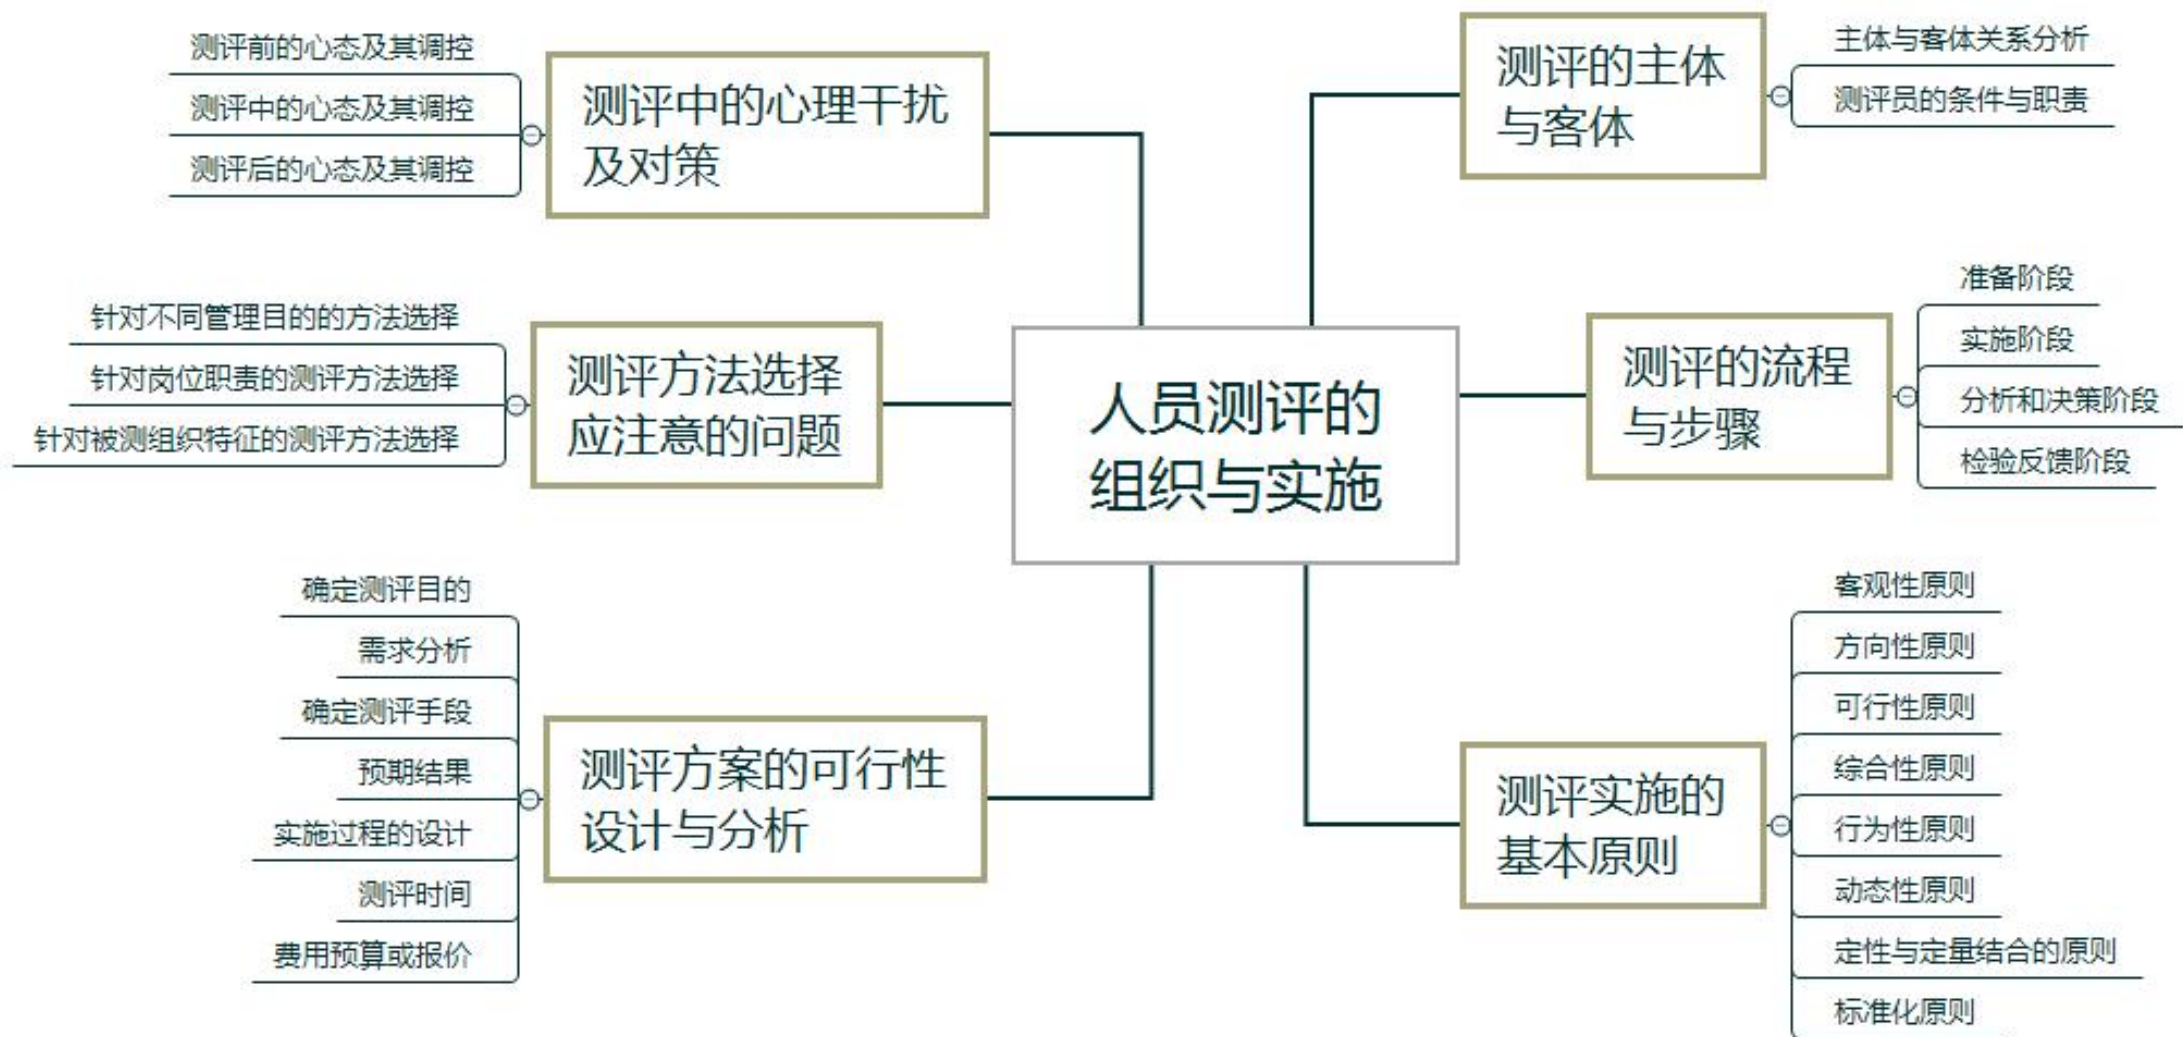 人员测评的
组织与实施
测评的主体
与客体
主体与客体关系分析
测评员的条件与职责
测评的流程
与步骤
准备阶段
实施阶段
分析和决策阶段
检验反馈阶段
测评实施的
基本原则
客观性原则
方向性原则
可行性原则
综合性原则
行为性原则
动态性原则
定性与定量结合的原则
标准化原则
测评中的心理干扰
及对策
测评前的心态及其调控
测评中的心态及其调控
测评后的心态及其调控
测评方法选择
应注意的问题
针对不同管理目的的方法选择
针对岗位职责的测评方法选择
针对被测组织特征的测评方法选择
测评方案的可行性
设计与分析
确定测评目的
需求分析
确定测评手段
预期结果
实施过程的设计
测评时间
费用预算或报价